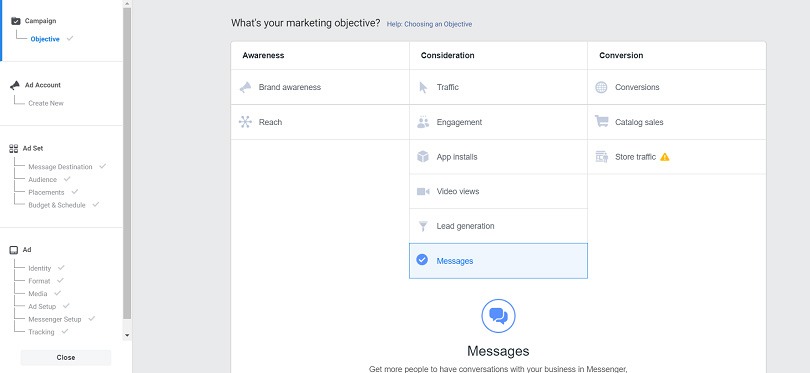 Campaign
Objective
Ad Account
Create New
Ad Set
Message Destination
Audience
Placements
Budget & Schedule
Ad
Identity
Format
Media
Ad Setup
Messenger Setup
Tracking
Close
What's your marketing objective? Help: Choosing an Objective
Awareness Consideration Conversion
Brand awareness Traffic Conversions
Reach Engagement Catalog sales
App installs Store traffic
Video views
Lead generation
Messages
Messages
Get more people to have conversations with your business in Messenger,